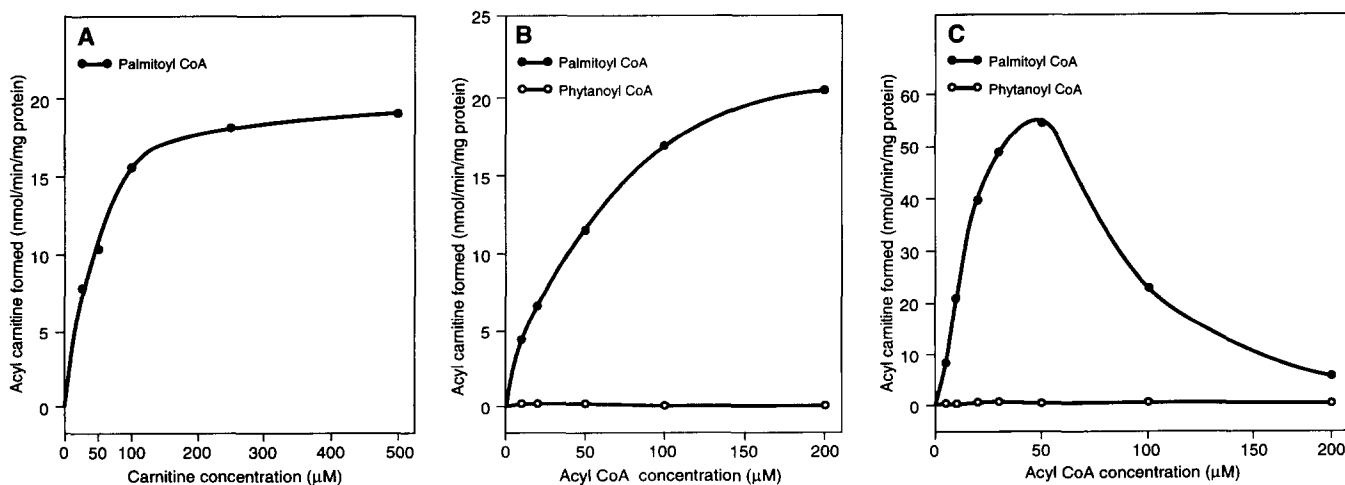 A
Palmitoyl CoA
Acyl carnitine formed (nmol/min/mg protein)
20
15
10
5
0
0 50 100 200 300 400 500
Carnitine concentration (μM)
B
Palmitoyl CoA
Phytanoyl CoA
Acyl carnitine formed (nmol/min/mg protein)
25
20
15
10
5
0
0 50 100 150 200
Acyl CoA concentration (μM)
C
Palmitoyl CoA
Phytanoyl CoA
Acyl carnitine formed (nmol/min/mg protein)
60
50
40
30
20
10
0
0 50 100 150 200
Acyl CoA concentration (μM)